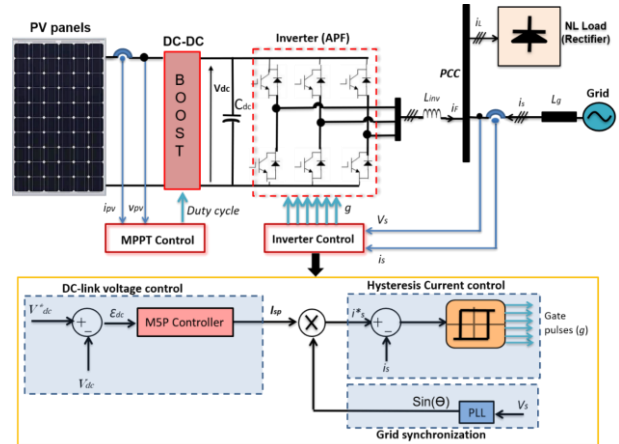 PV panels
DC-DC
Inverter (APF)
BOOST
Vdc
Cdc
Linv
iF
PCC
iL
NL Load
(Rectifier)
is
Lg
Grid
ipv
vpv
Duty cycle
g
Vs
is
MPPT Control
Inverter Control
DC-link voltage control
Hysteresis Current control
V*dc
+
−
εdc
M5P Controller
Isp
i*s
+
−
Gate
pulses (g)
Vdc
is
Sin(Θ)
PLL
Vs
Grid synchronization